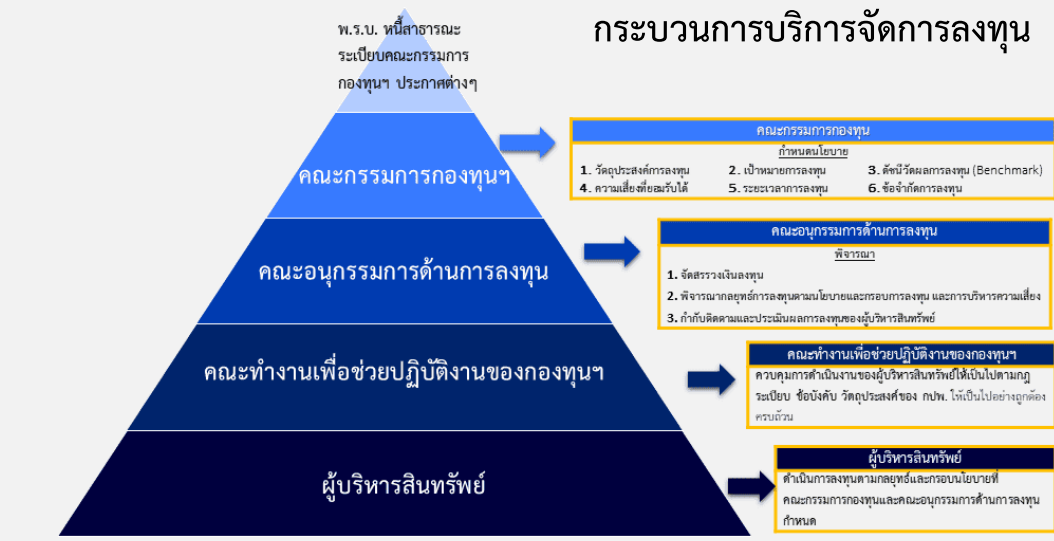 กระบวนการบริการจัดการลงทุน
พ.ร.บ. หนี้สาธารณะ
ระเบียบคณะกรรมการ
กองทุนฯ ประกาศต่างๆ
คณะกรรมการกองทุนฯ
คณะกรรมการกองทุน
กำหนดนโยบาย
1. วัตถุประสงค์การลงทุน 2. เป้าหมายการลงทุน 3. ดัชนีวัดผลการลงทุน (Benchmark)
4. ความเสี่ยงที่ยอมรับได้ 5. ระยะเวลาการลงทุน 6. ข้อจำกัดการลงทุน
คณะอนุกรรมการด้านการลงทุน
คณะอนุกรรมการด้านการลงทุน
พิจารณา
1. จัดสรรวงเงินลงทุน
2. พิจารณากลยุทธ์การลงทุนตามนโยบายและกรอบการลงทุน และการบริหารความเสี่ยง
3. กำกับติดตามและประเมินผลการลงทุนของผู้บริหารสินทรัพย์
คณะทำงานเพื่อช่วยปฏิบัติงานของกองทุนฯ
คณะทำงานเพื่อช่วยปฏิบัติงานของกองทุนฯ
ควบคุมการดำเนินงานของผู้บริหารสินทรัพย์ให้เป็นไปตามกฎ
ระเบียบ ข้อบังคับ วัตถุประสงค์ของ กปพ. ให้เป็นไปอย่างถูกต้อง
ครบถ้วน
ผู้บริหารสินทรัพย์
ผู้บริหารสินทรัพย์
ดำเนินการลงทุนตามกลยุทธ์และกรอบนโยบายที่
คณะกรรมการกองทุนและคณะอนุกรรมการด้านการลงทุน
กำหนด